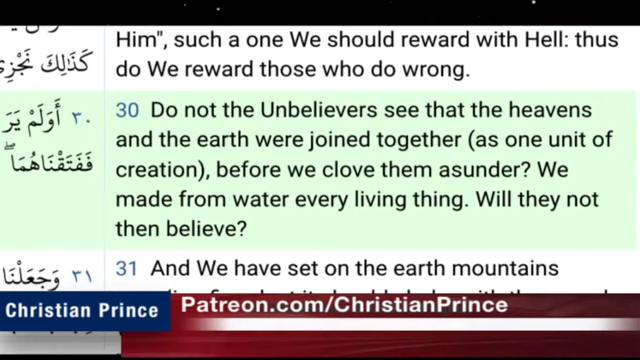 Him", such a one We should reward with Hell: thus
كَذَٰلِكَ نَجْزِي
do We reward those who do wrong.
30 Do not the Unbelievers see that the heavens
٣٠ أَوَلَمْ يَرَ
and the earth were joined together (as one unit of
فَفَتَقْنَاهُمَا ۖ
creation), before we clove them asunder? We
made from water every living thing. Will they not
then believe?
31 And We have set on the earth mountains
٣١ وَجَعَلْنَا
Christian Prince
Patreon.com/ChristianPrince